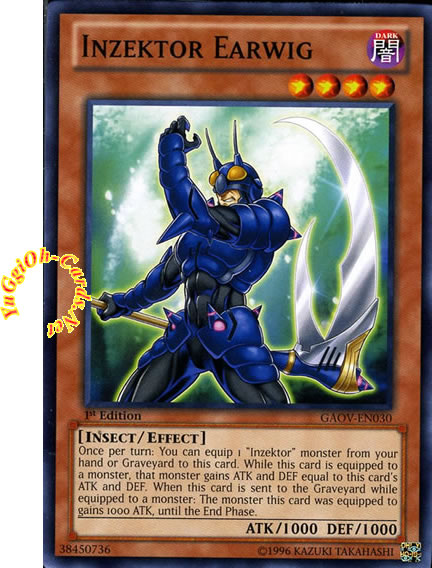 INZEKTOR EARWIG
DARK
闇
YuGgiOh-Cards.Net
1st Edition
GAOV-EN030
[INSECT/EFFECT]
Once per turn: You can equip 1 "Inzektor" monster from your
hand or Graveyard to this card. While this card is equipped to
a monster, that monster gains ATK and DEF equal to this card's
ATK and DEF. When this card is sent to the Graveyard while
equipped to a monster: The monster this card was equipped to
gains 1000 ATK, until the End Phase.
ATK/1000 DEF/1000
38450736
©1996 KAZUKI TAKAHASHI